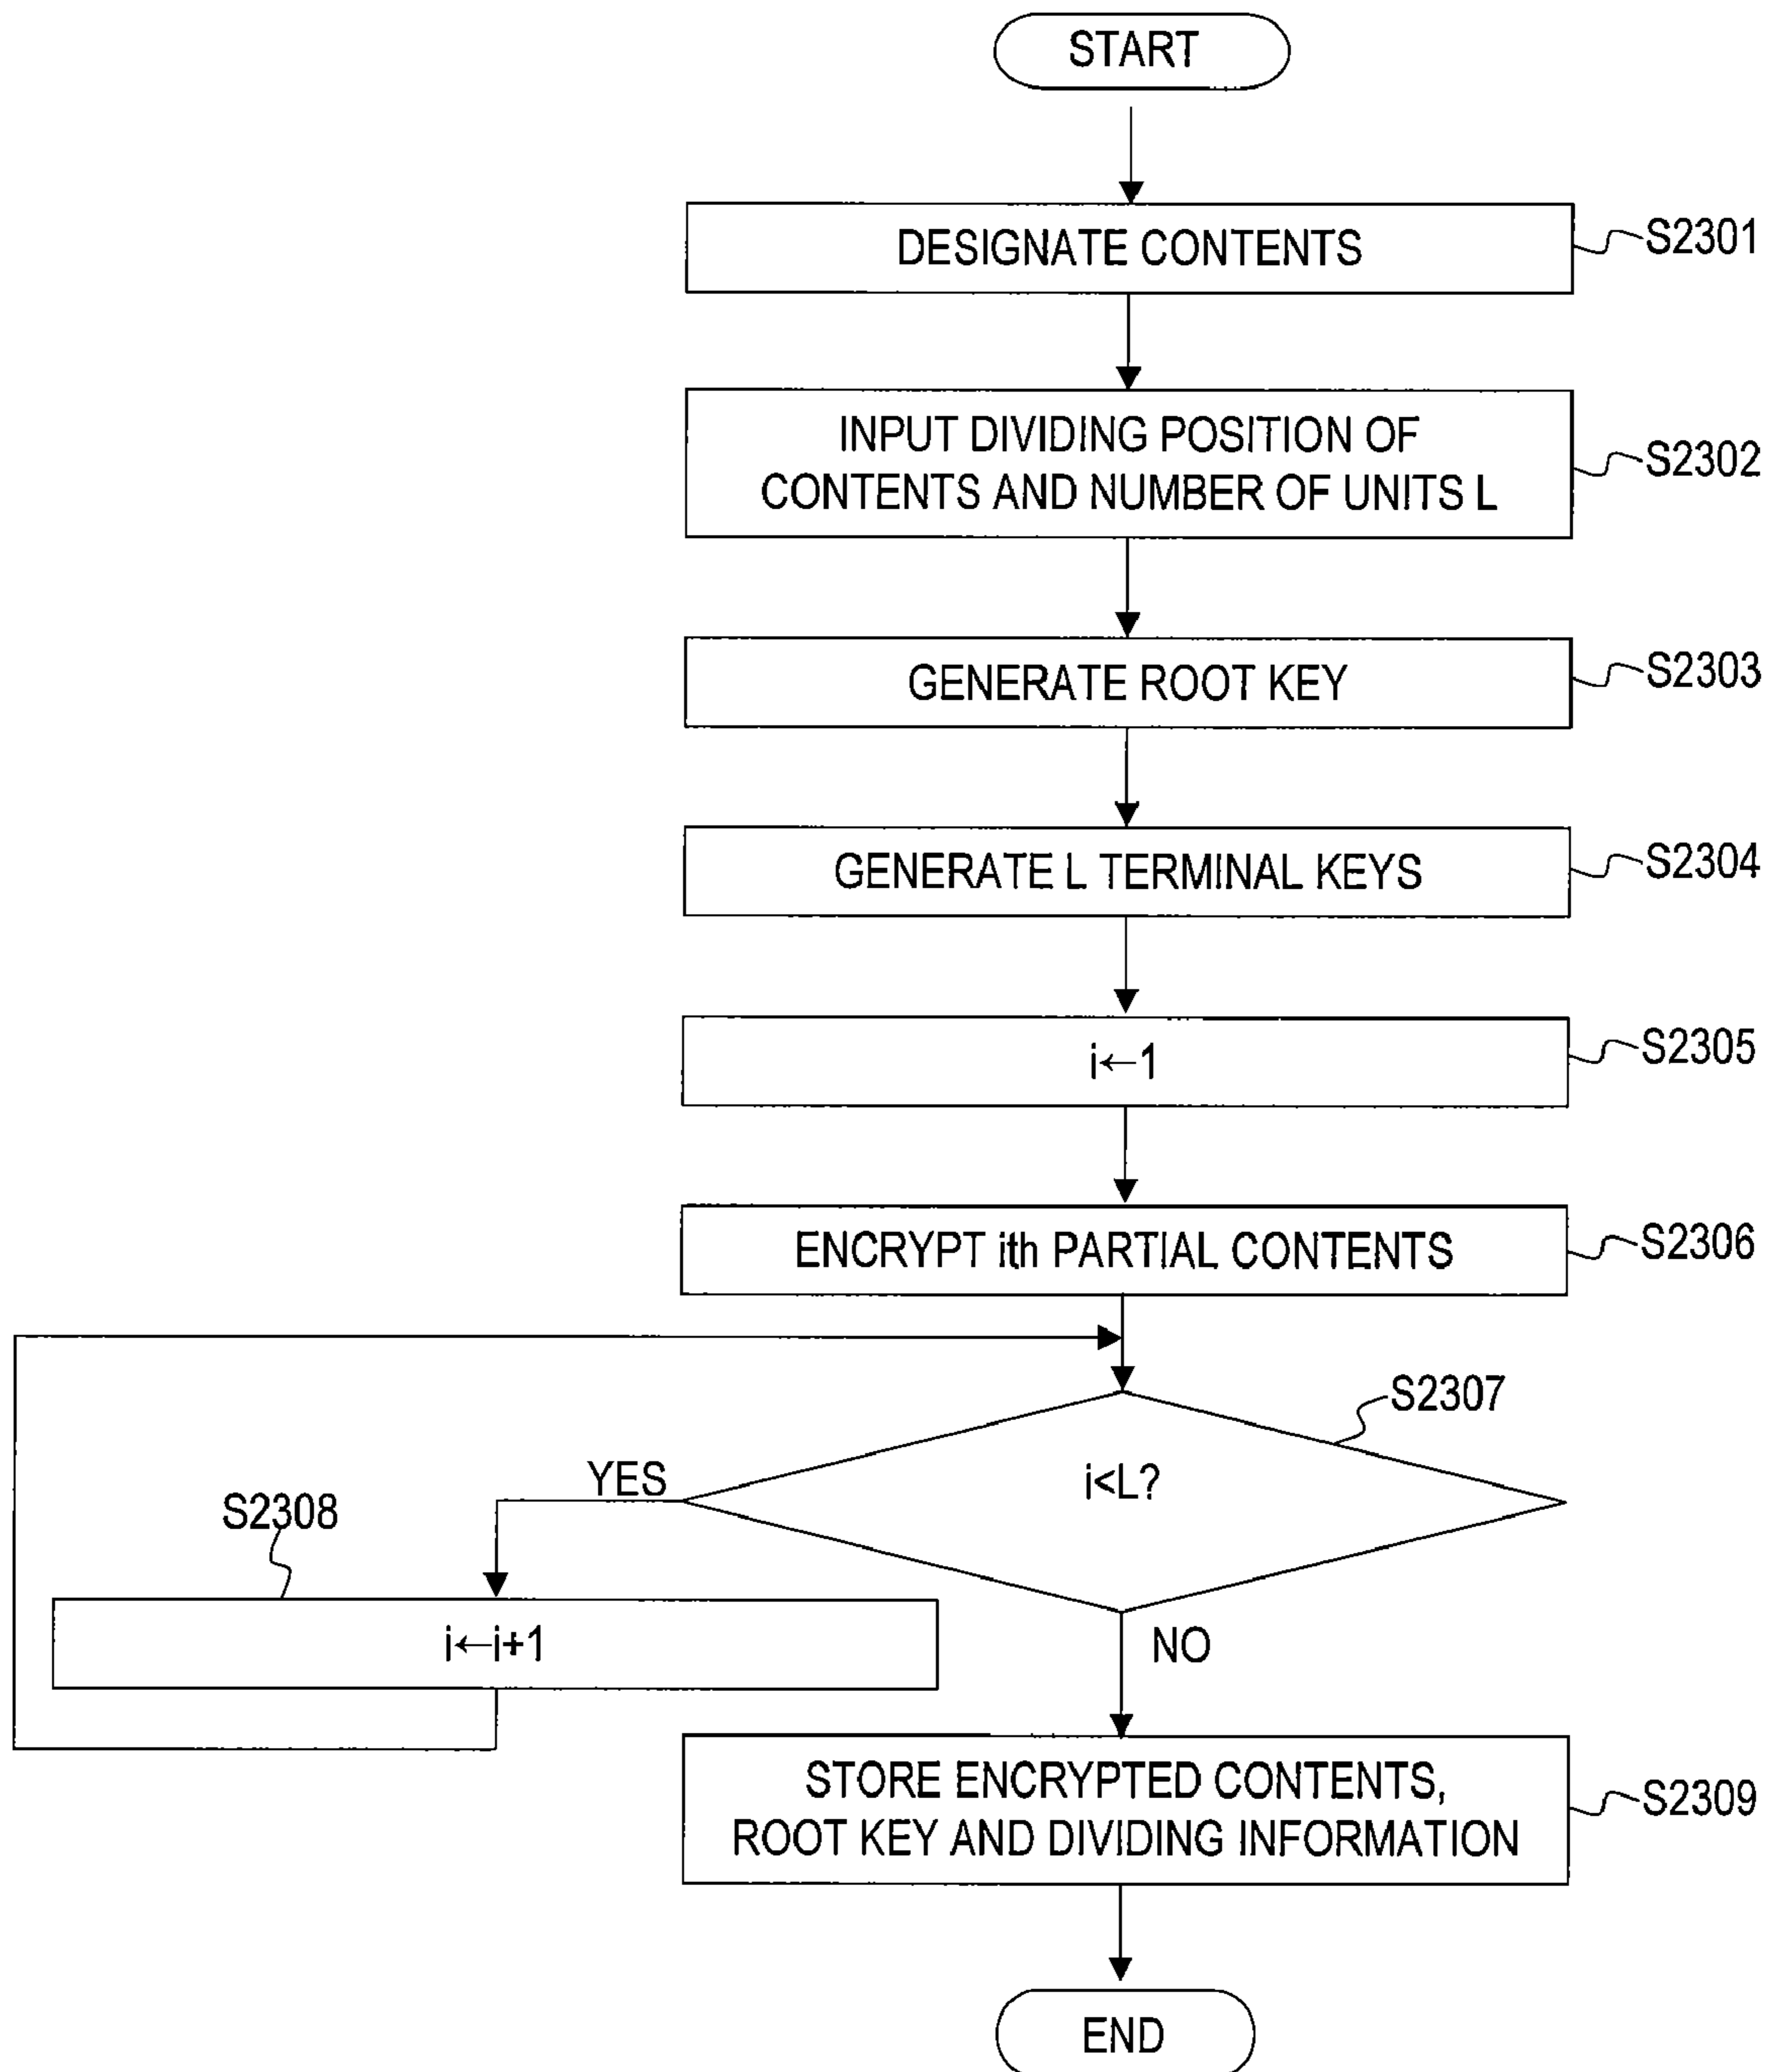 START
DESIGNATE CONTENTS
S2301
INPUT DIVIDING POSITION OF
CONTENTS AND NUMBER OF UNITS L
S2302
GENERATE ROOT KEY
S2303
GENERATE L TERMINAL KEYS
S2304
i←1
S2305
ENCRYPT ith PARTIAL CONTENTS
S2306
S2307
i<L?
YES
S2308
i←i+1
NO
STORE ENCRYPTED CONTENTS,
ROOT KEY AND DIVIDING INFORMATION
S2309
END